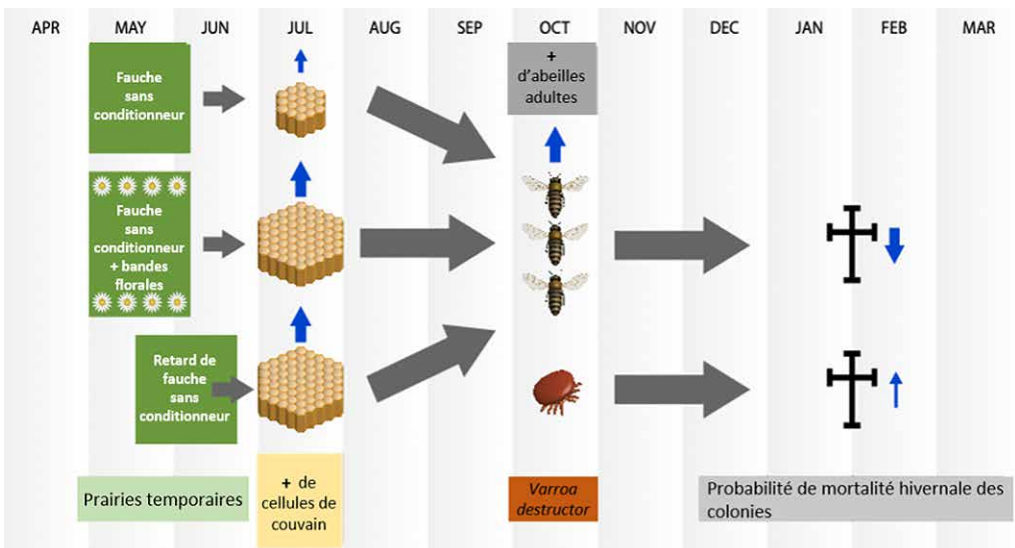 APR MAY JUN JUL AUG SEP OCT NOV DEC JAN FEB MAR
Fauche
sans
conditionneur
+
d'abeilles
adultes
Fauche
sans
conditionneur
+ bandes
florales
Retard de
fauche
sans
conditionneur
Prairies temporaires
+ de
cellules de
couvain
Varroa
destructor
Probabilité de mortalité hivernale des
colonies